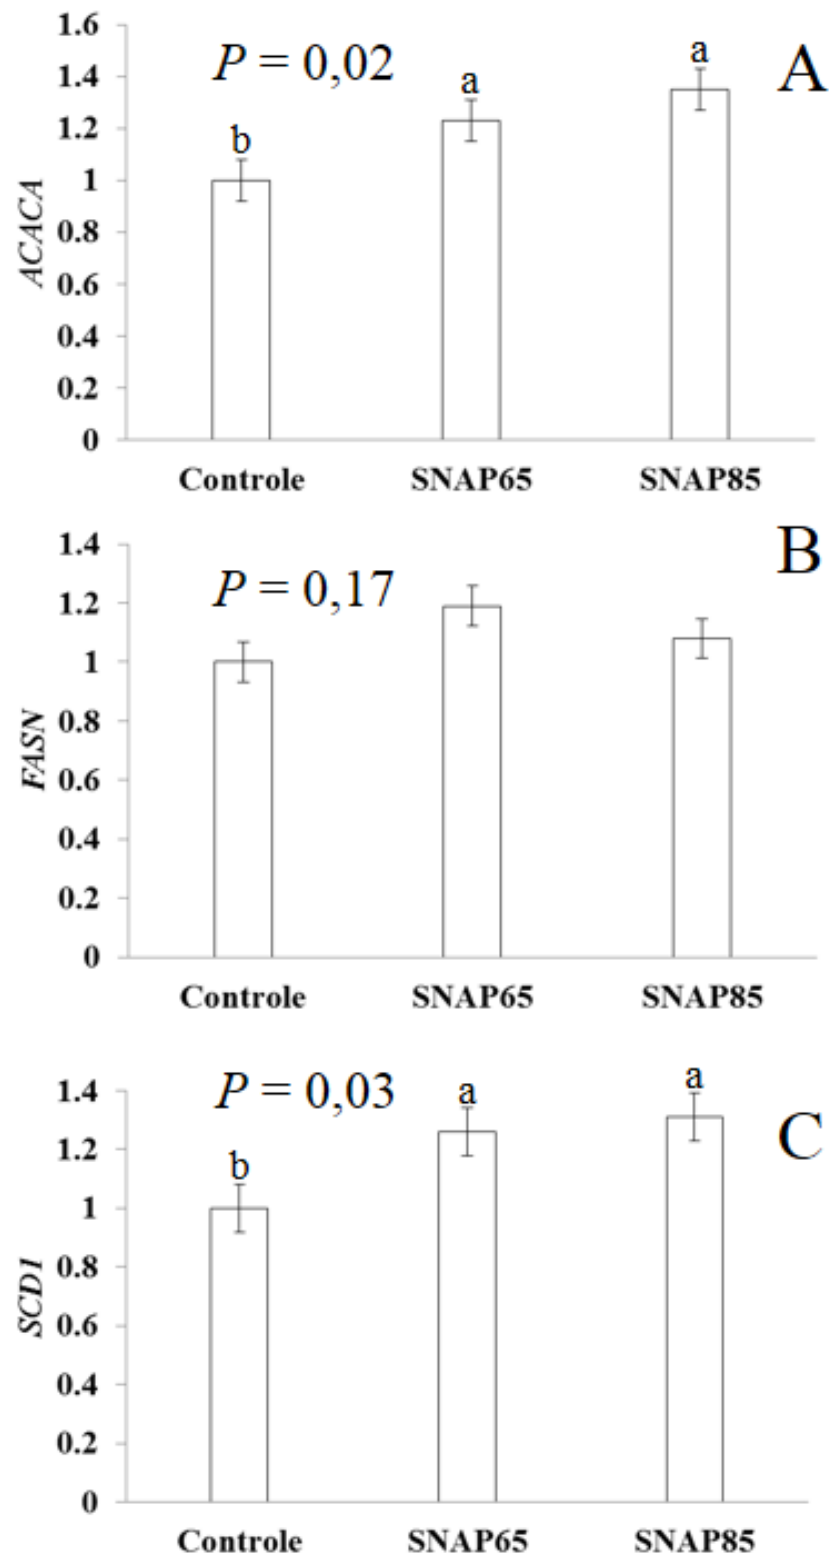 1.6
P = 0,02
A
a
a
1.4
b
1.2
1
0.8
0.6
0.4
0.2
0
ACACA
Controle SNAP65 SNAP85
1.4
B
P = 0,17
1.2
1
0.8
0.6
0.4
0.2
0
FASN
Controle SNAP65 SNAP85
1.4
P = 0,03
a
a
C
1.2
b
1
0.8
0.6
0.4
0.2
0
SCD1
Controle SNAP65 SNAP85